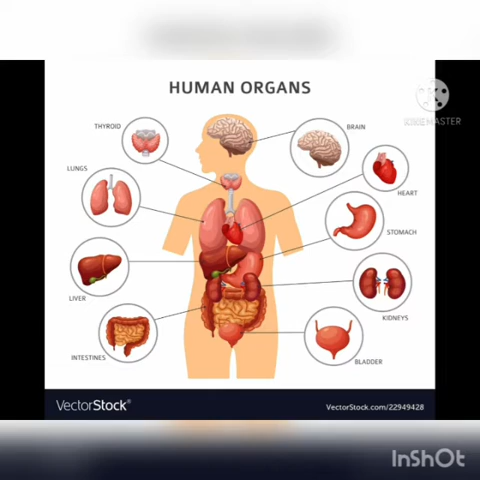 HUMAN ORGANS
KINEMASTER
THYROID
BRAIN
LUNGS
HEART
STOMACH
LIVER
KIDNEYS
INTESTINES
BLADDER
VectorStock®
VectorStock.com/22949428
InShOt